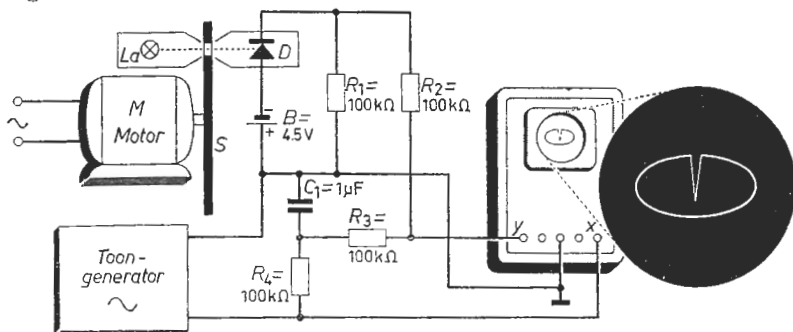 La
D
M
Motor
S
−
B=
+ 4.5V
R₁=
100kΩ
R₂=
100kΩ
C₁=1µF
R₃=
100kΩ
R₄=
100kΩ
Toon-
generator
y
x